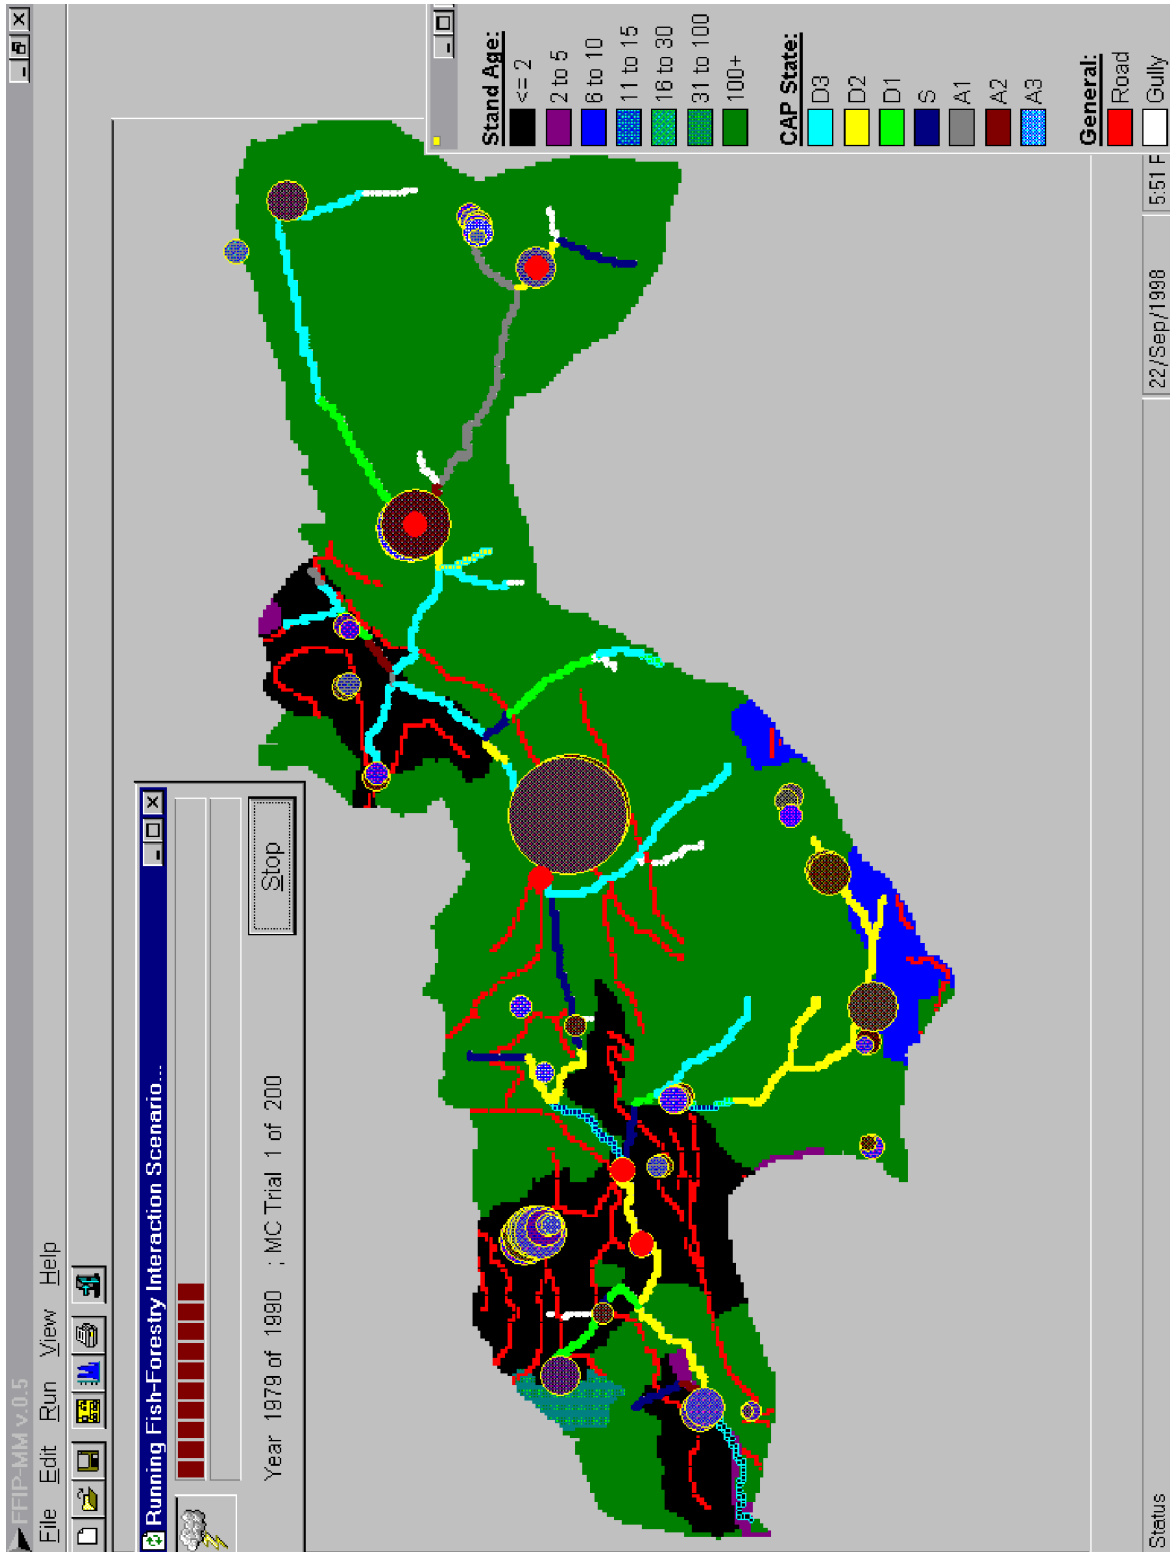 FFIP-MM v.0.5
File Edit Run View Help
Running Fish-Forestry Interaction Scenario...
Year 1979 of 1990 ; MC Trial 1 of 200
Stop
Stand Age:
<= 2
2 to 5
6 to 10
11 to 15
16 to 30
31 to 100
100+
CAP State:
D3
D2
D1
S
A1
A2
A3
General:
Road
Gully
Status
22/Sep/1998
5:51 F